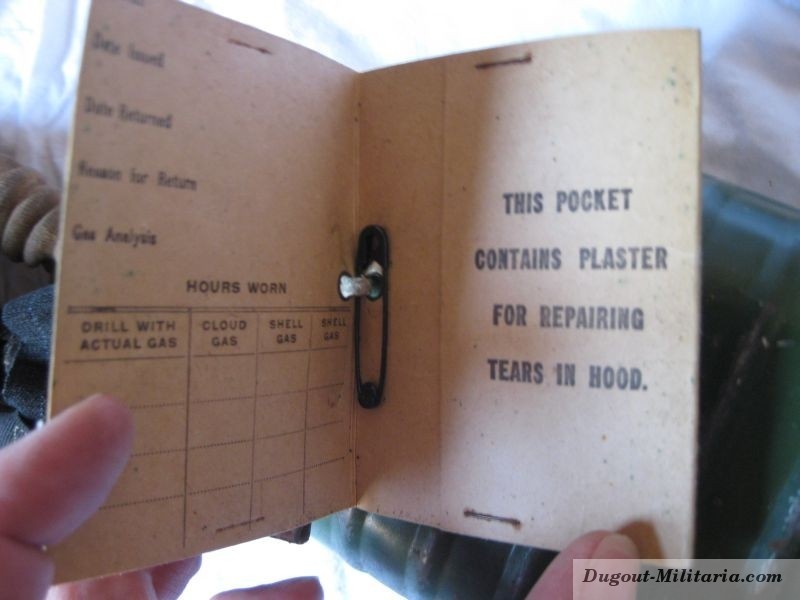 Date Issued
Date Returned
Reason for Return
Gas Analysis
HOURS WORN
DRILL WITH ACTUAL GAS
CLOUD GAS
SHELL GAS
SHELL GAS
THIS POCKET
CONTAINS PLASTER
FOR REPAIRING
TEARS IN HOOD.
Dugout-Militaria.com